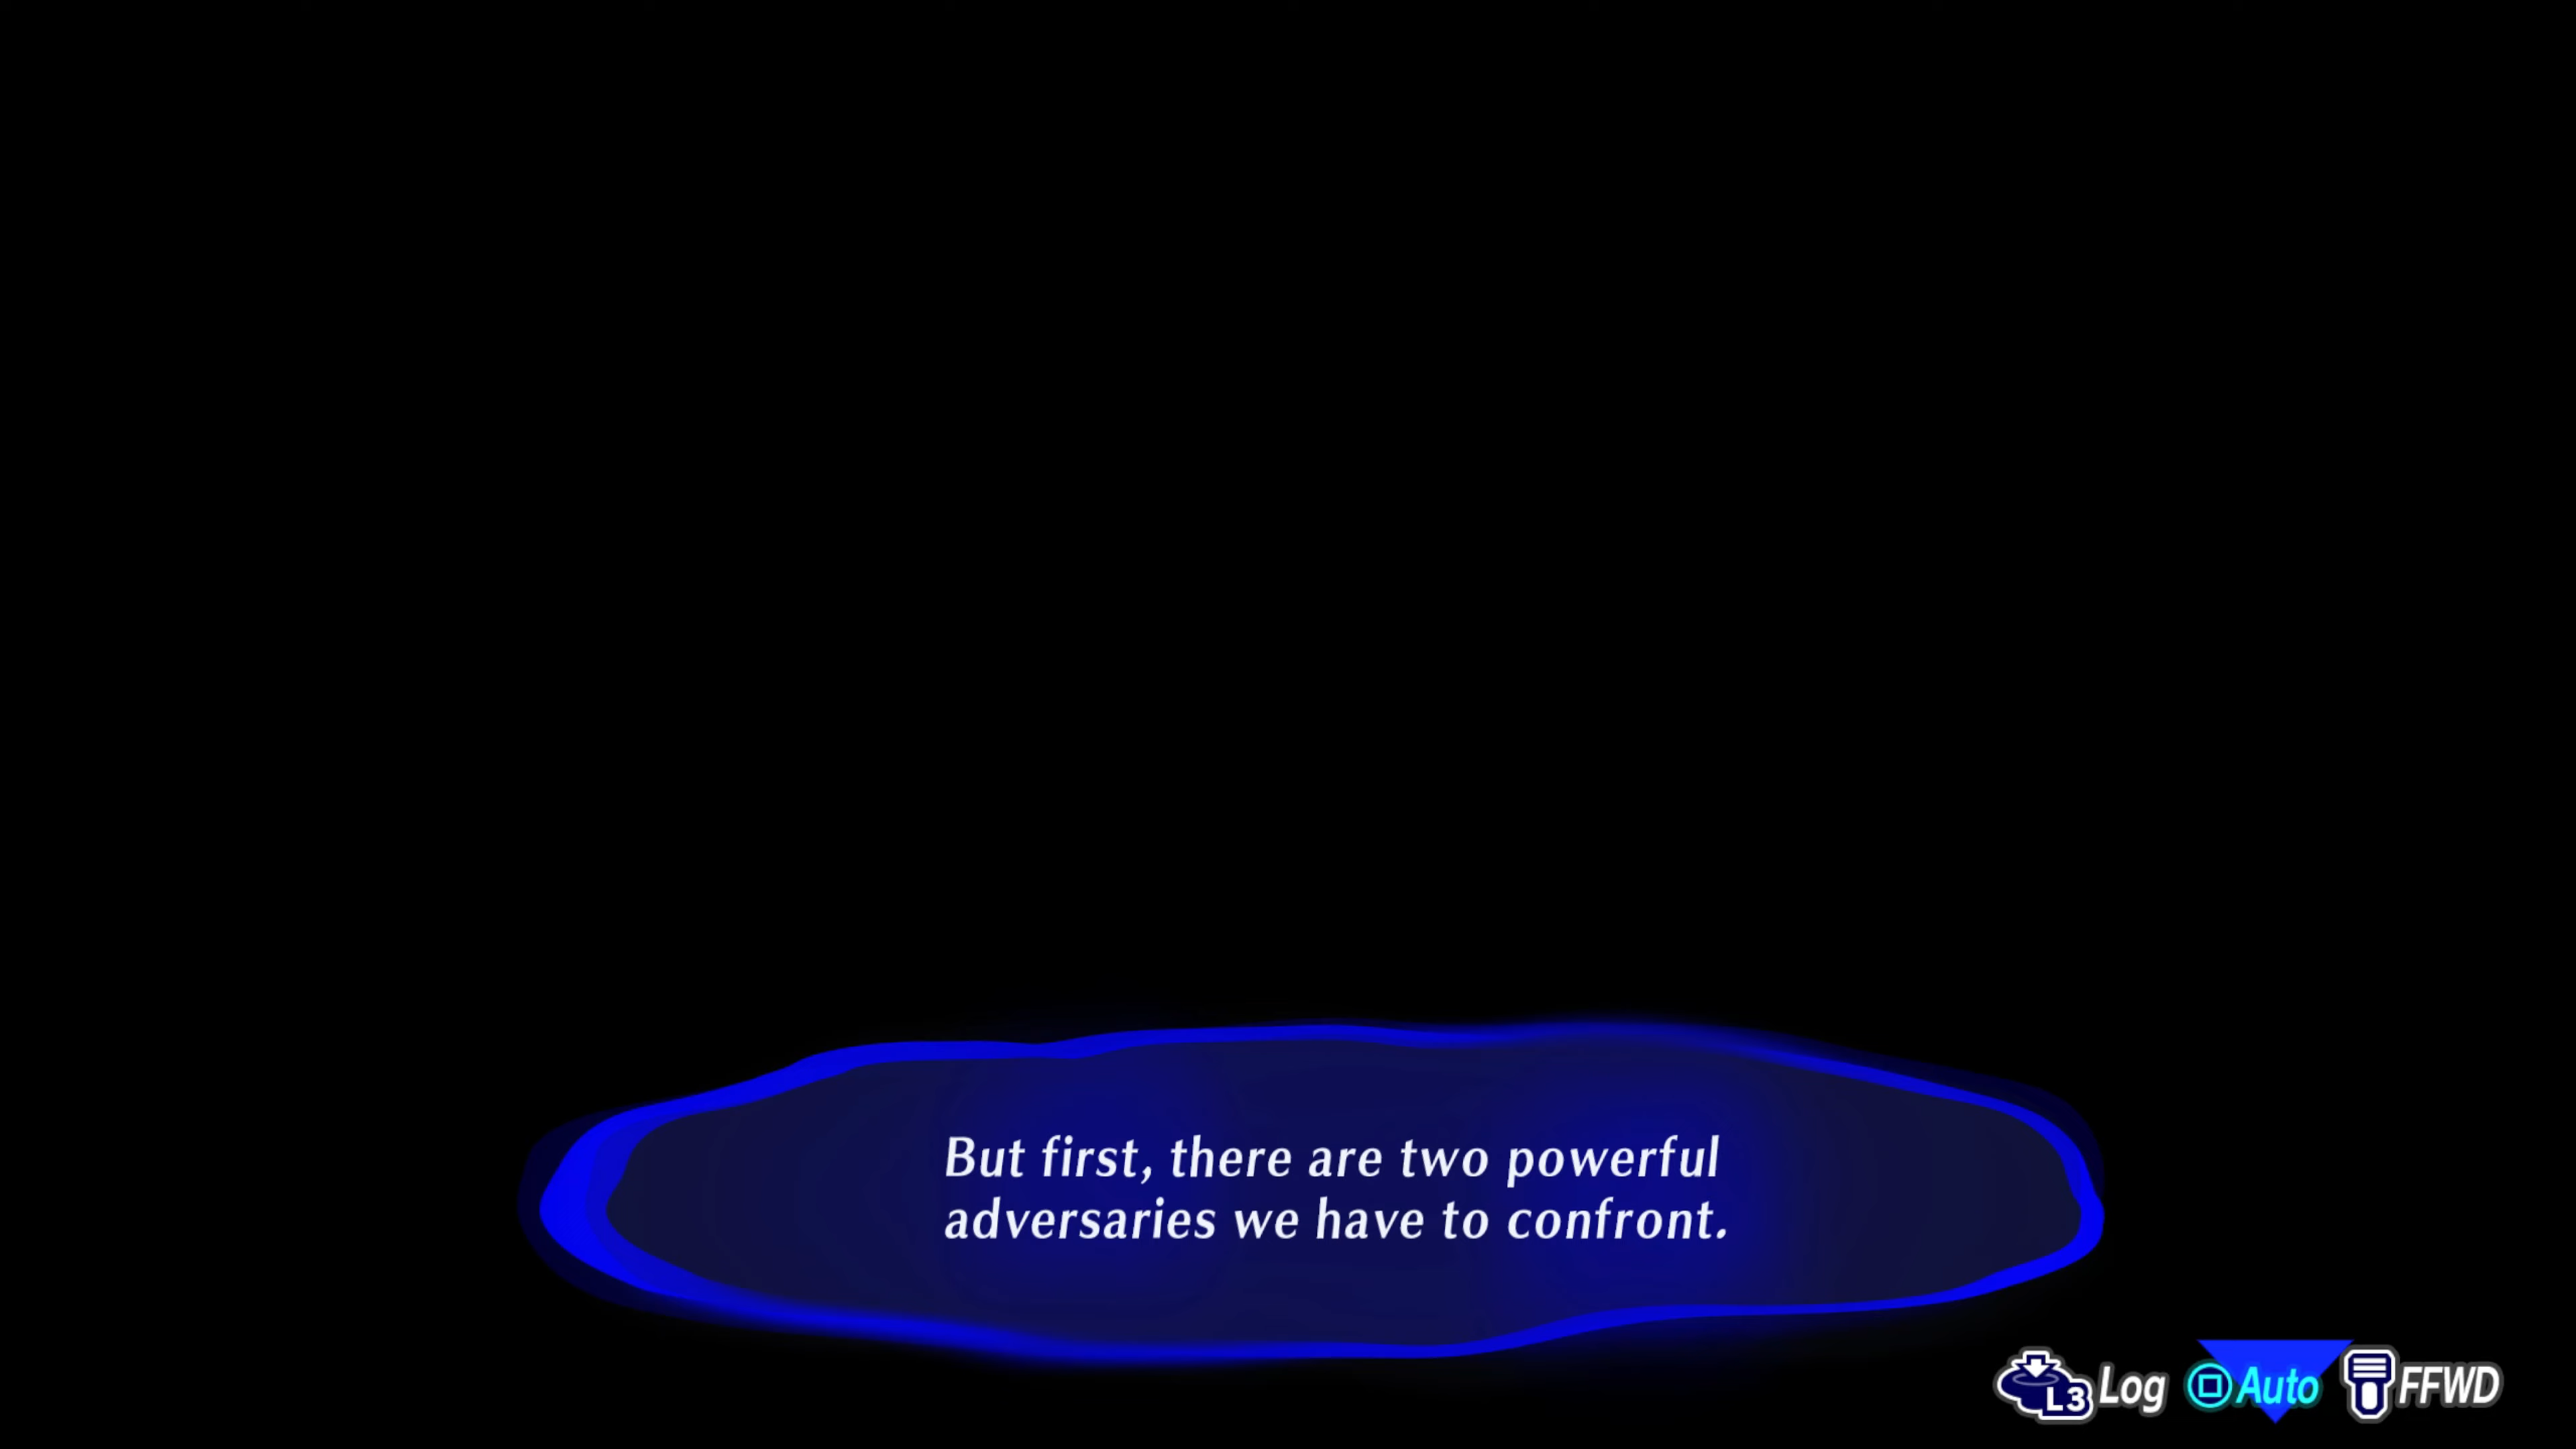 But first, there are two powerful
adversaries we have to confront.
L3 Log Auto FFWD